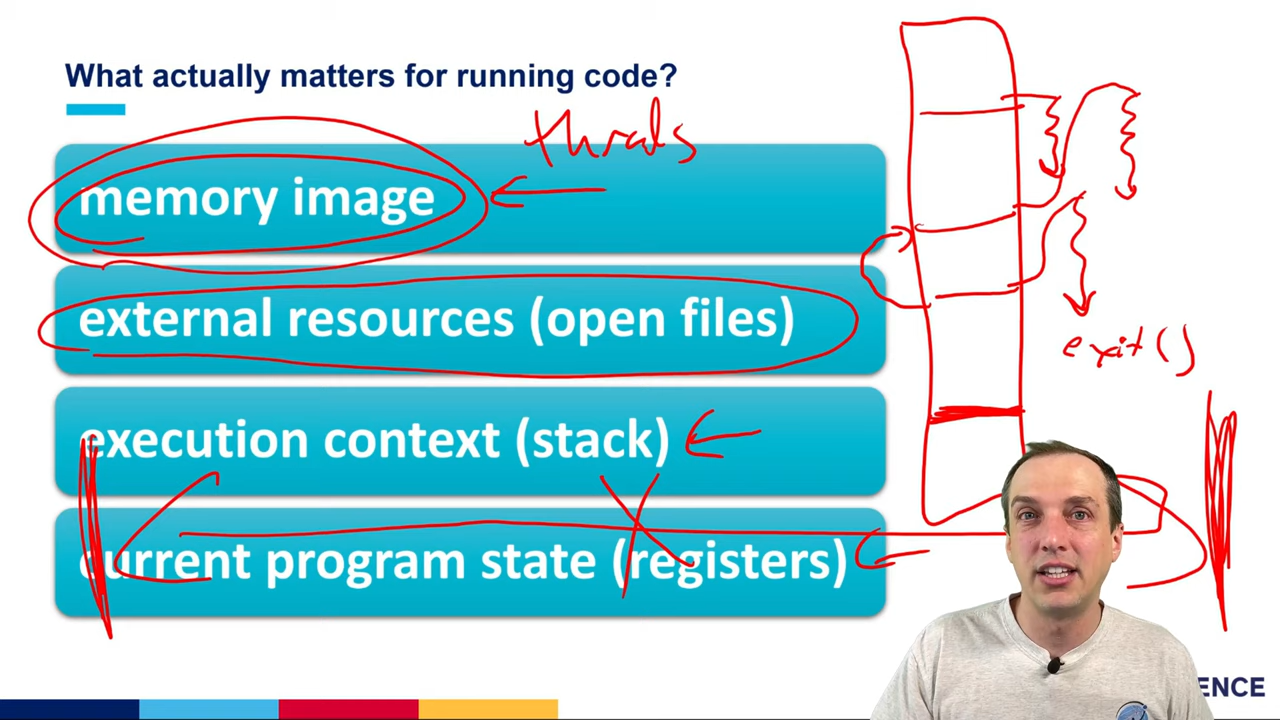 What actually matters for running code?
thrads
memory image
external resources (open files)
exit()
execution context (stack)
current program state (registers)
ENCE